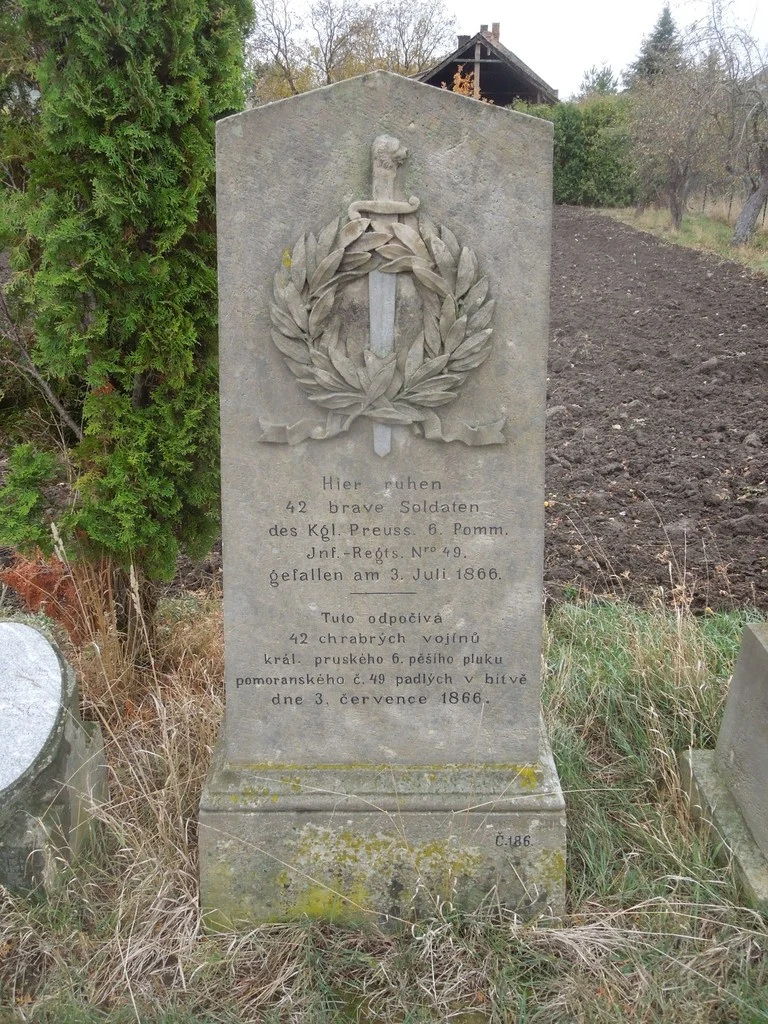 Hier ruhen
42 brave Soldaten
des Kgl. Preuss. 6. Pomm.
Jnf.-Regts. Nro 49.
gefallen am 3. Juli 1866.
Tuto odpočivá
42 chrabrých vojínů
král. pruského 6. pěšího pluku
pomoranského č. 49 padlých v bitvě
dne 3. července 1866.
Č.186.